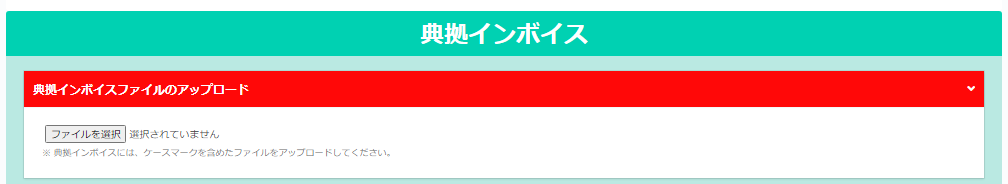 典拠インボイス
典拠インボイスファイルのアップロード
ファイルを選択 選択されていません
※ 典拠インボイスには、ケースマークを含めたファイルをアップロードしてください。